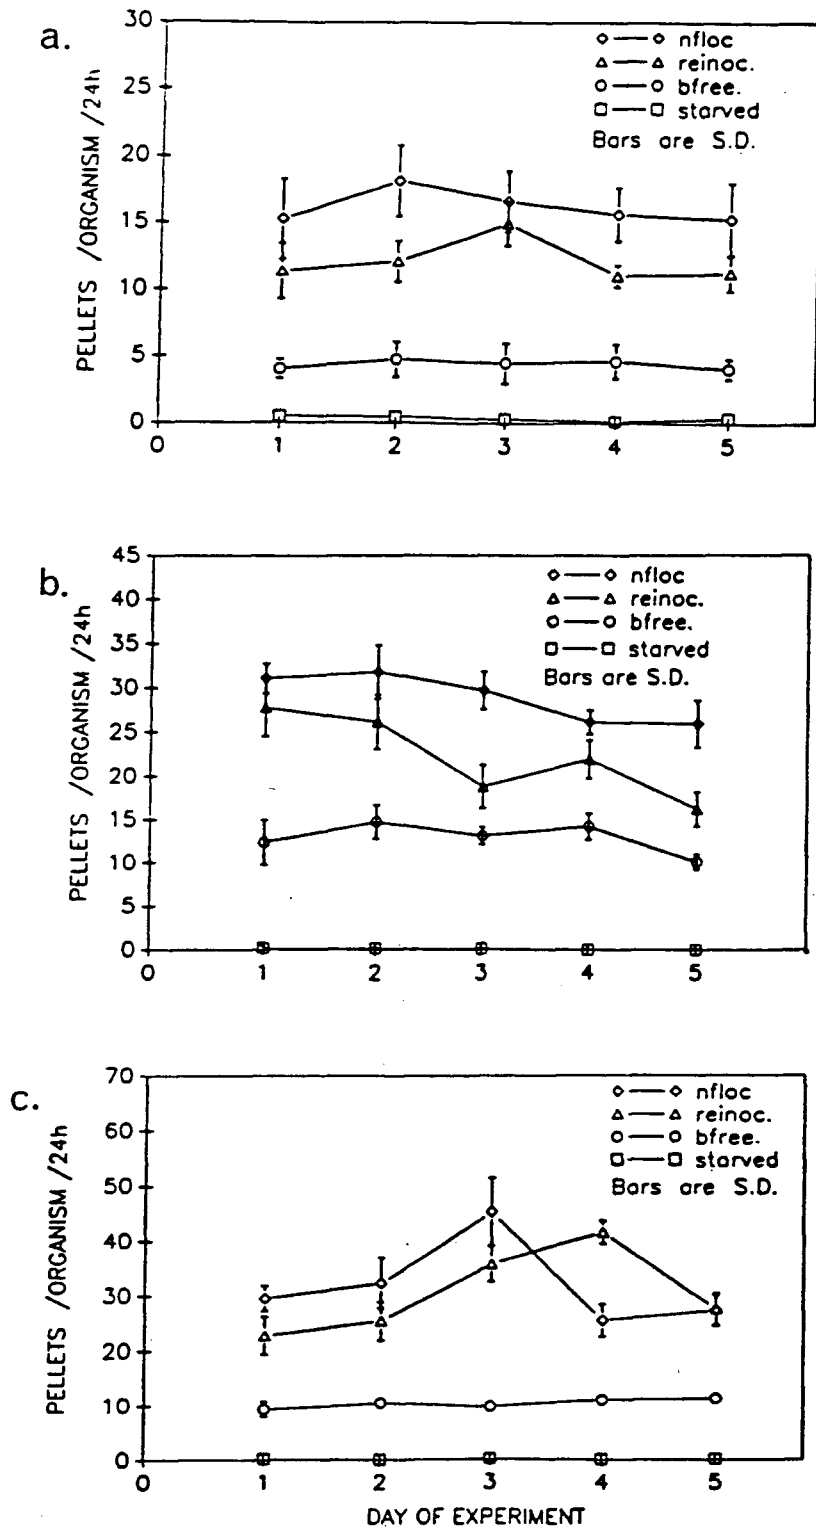 a.
PELLETS /ORGANISM /24h
30
25
20
15
10
5
0
nfloc
reinoc.
bfree.
starved
Bars are S.D.
0 1 2 3 4 5
b.
PELLETS /ORGANISM /24h
45
40
35
30
25
20
15
10
5
0
nfloc
reinoc.
bfree.
starved
Bars are S.D.
0 1 2 3 4 5
c.
PELLETS /ORGANISM /24h
70
60
50
40
30
20
10
0
nfloc
reinoc.
bfree.
starved
Bars are S.D.
0 1 2 3 4 5
DAY OF EXPERIMENT